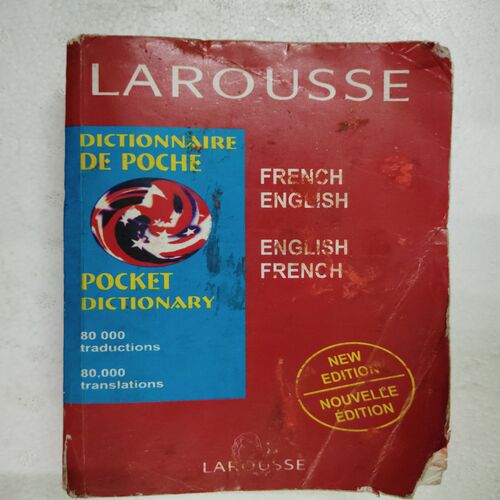 LAROUSSE
DICTIONNAIRE
DE POCHE
POCKET
DICTIONARY
80 000
traductions
80,000
translations
FRENCH
ENGLISH
ENGLISH
FRENCH
NEW
EDITION
NOUVELLE
ÉDITION
LAROUSSE